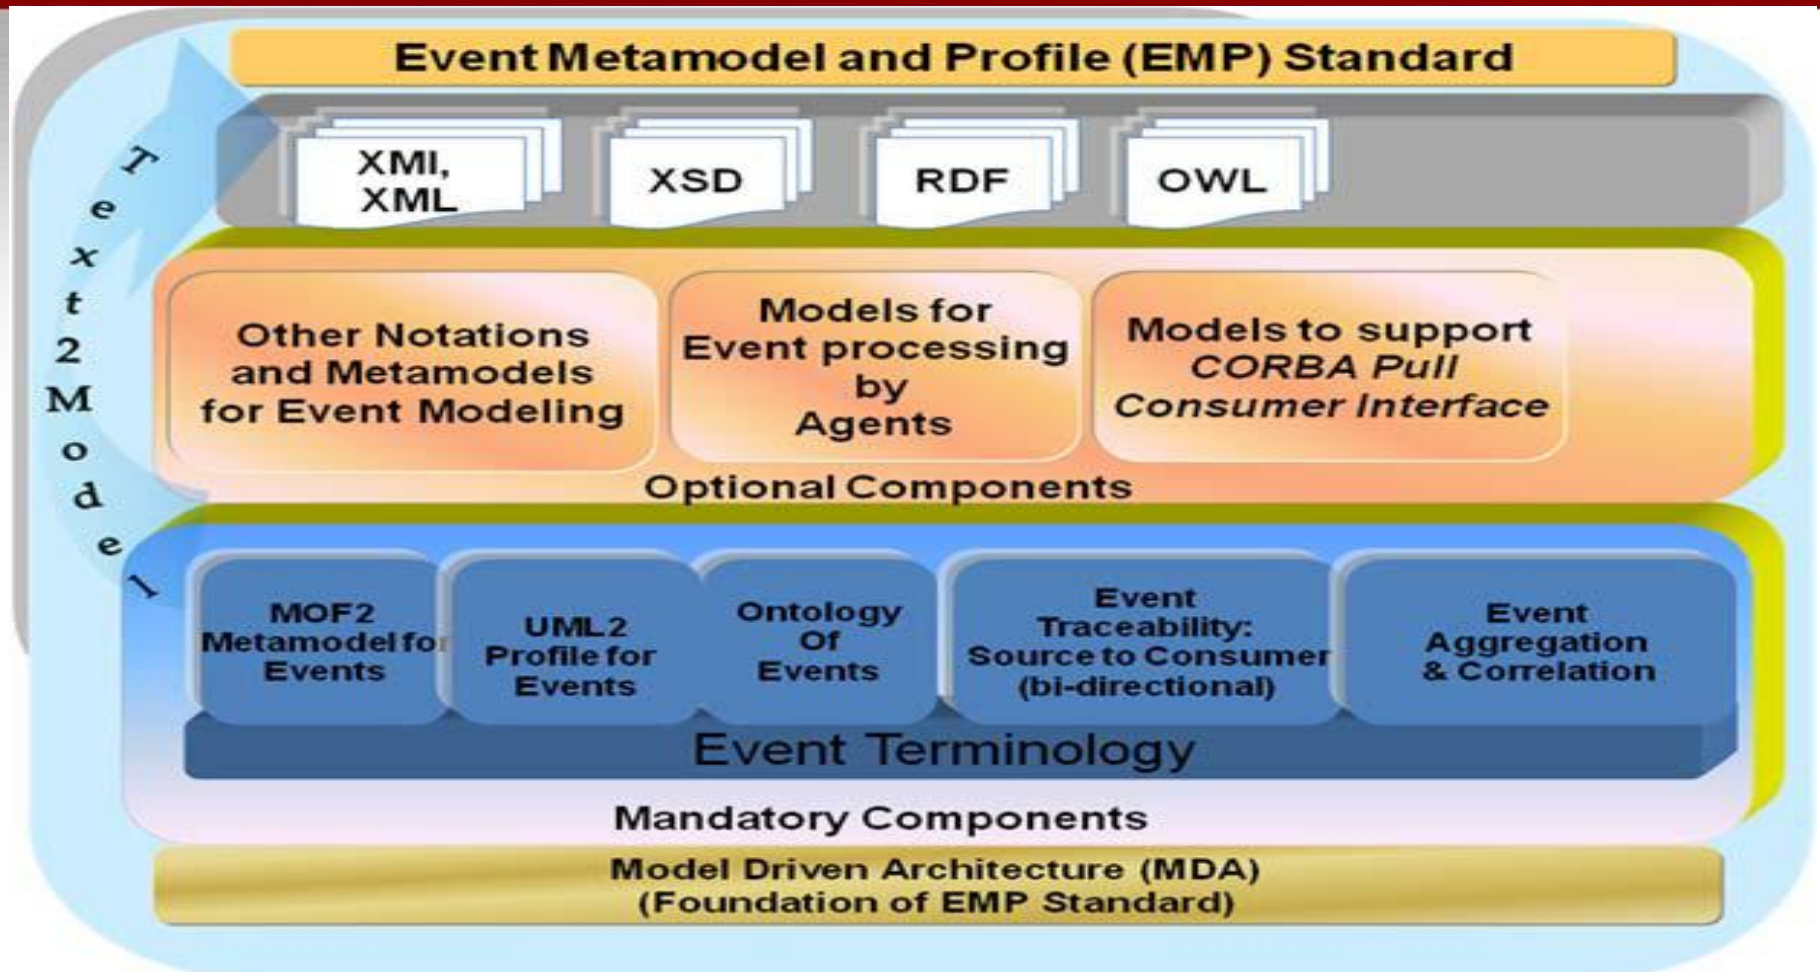 Event Metamodel and Profile (EMP) Standard
XMI,
XML
XSD
RDF
OWL
Text2Model
Other Notations
and Metamodels
for Event Modeling
Models for
Event processing
by
Agents
Models to support
CORBA Pull
Consumer Interface
Optional Components
MOF2
Metamodel for
Events
UML2
Profile for
Events
Ontology
Of
Events
Event
Traceability:
Source to Consumer
(bi-directional)
Event
Aggregation
& Correlation
Event Terminology
Mandatory Components
Model Driven Architecture (MDA)
(Foundation of EMP Standard)